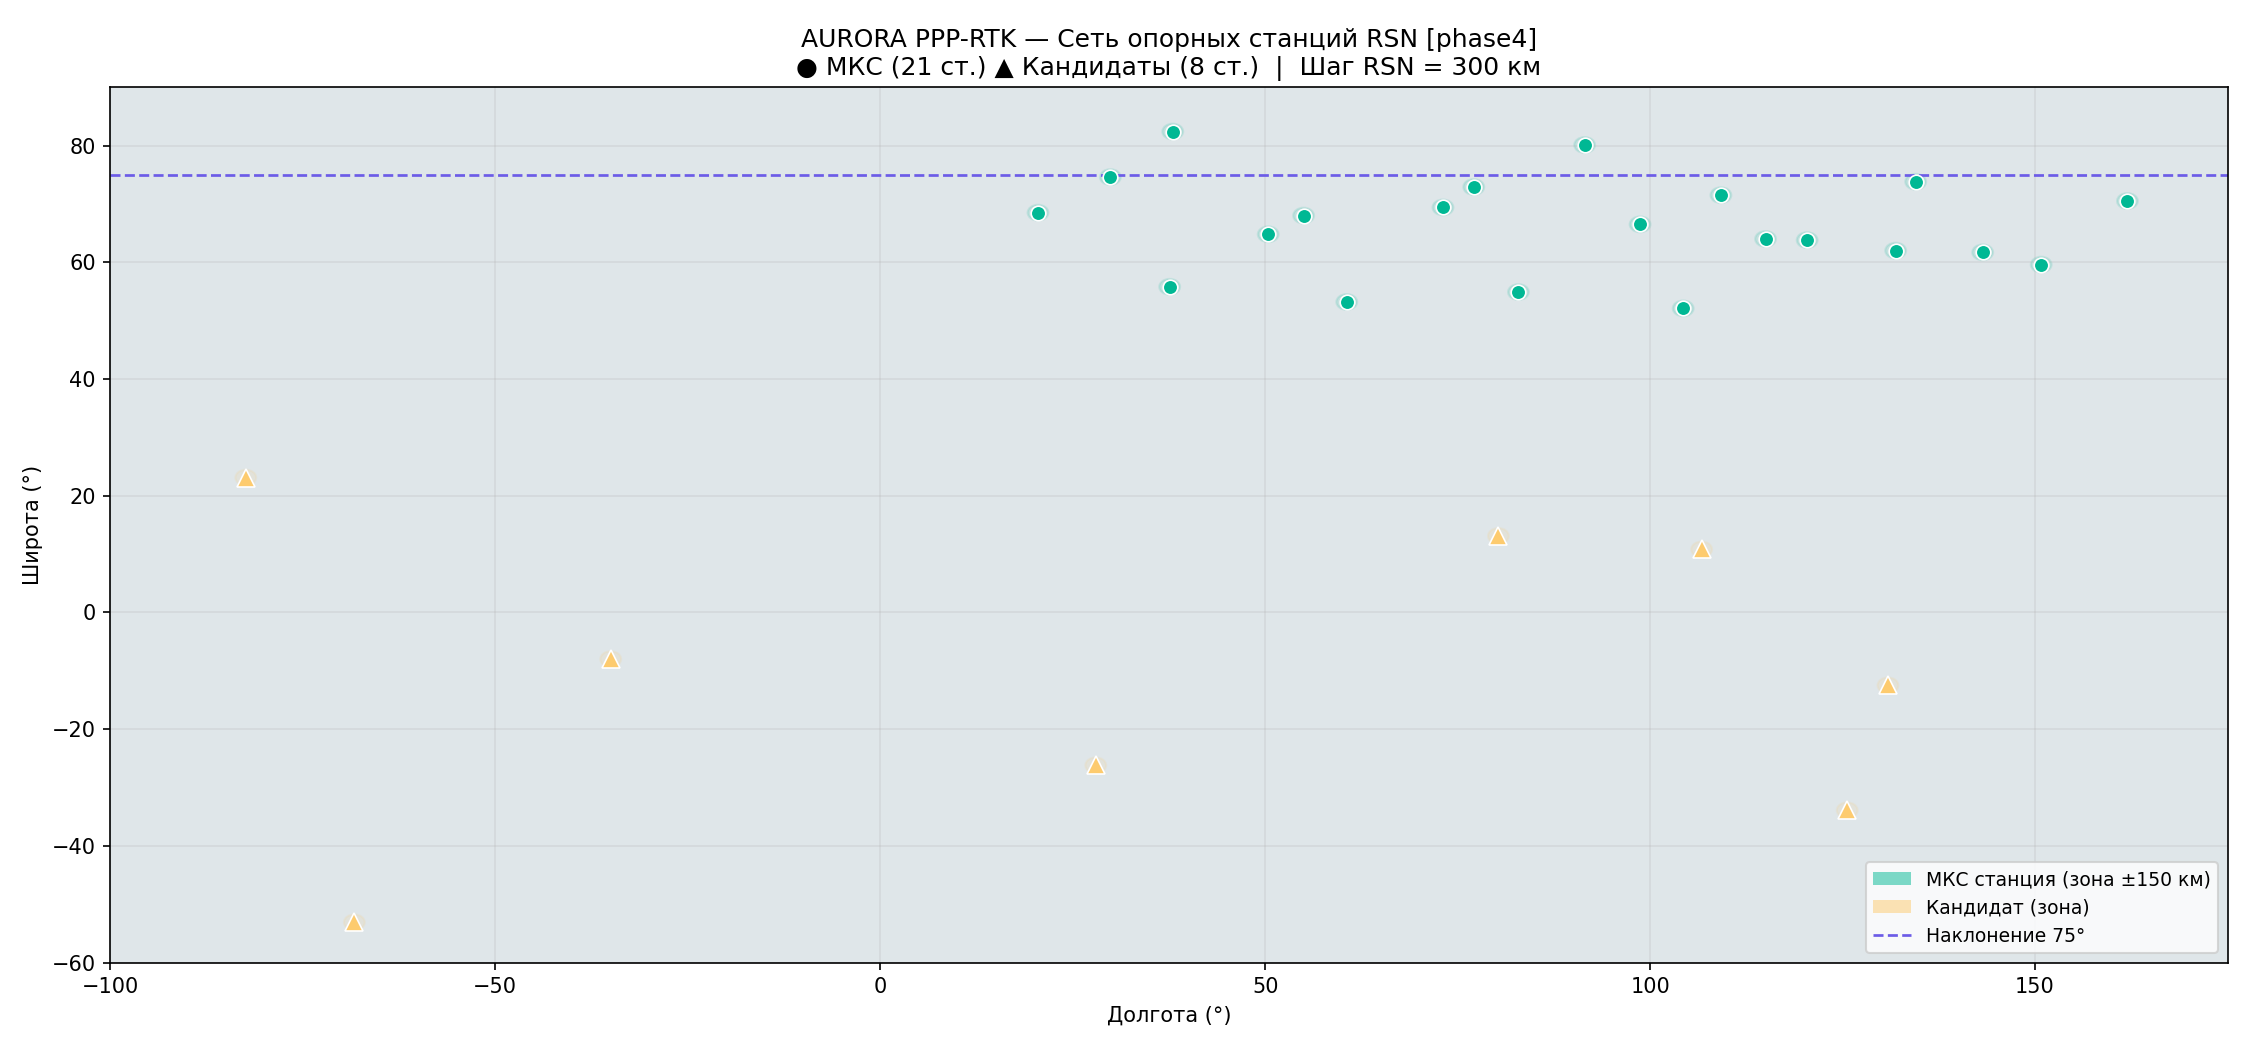 AURORA PPP-RTK — Сеть опорных станций RSN [phase4]
● МКС (21 ст.) ▲ Кандидаты (8 ст.)  |  Шаг RSN = 300 км
80
60
40
20
0
−20
−40
−60
Широта (°)
−100
−50
0
50
100
150
Долгота (°)
МКС станция (зона ±150 км)
Кандидат (зона)
Наклонение 75°